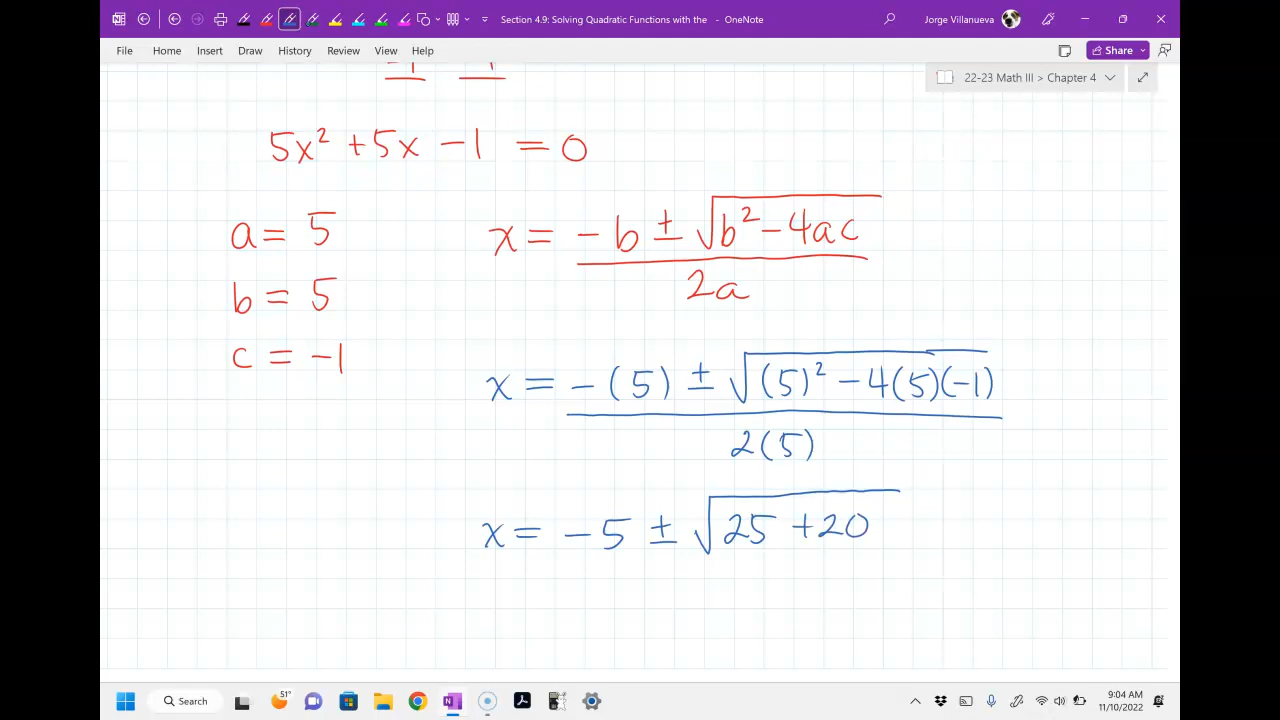 Section 4.9: Solving Quadratic Functions with the - OneNote
Jorge Villanueva
File Home Insert Draw History Review View Help
Share
22-23 Math III > Chapter 4
5x² + 5x - 1 = 0
a = 5
x = -b ± √(b² - 4ac)
2a
b = 5
c = -1
x = -(5) ± √((5)² - 4(5)(-1))
2(5)
x = -5 ± √(25 + 20)
51°
Search
9:04 AM
11/10/2022